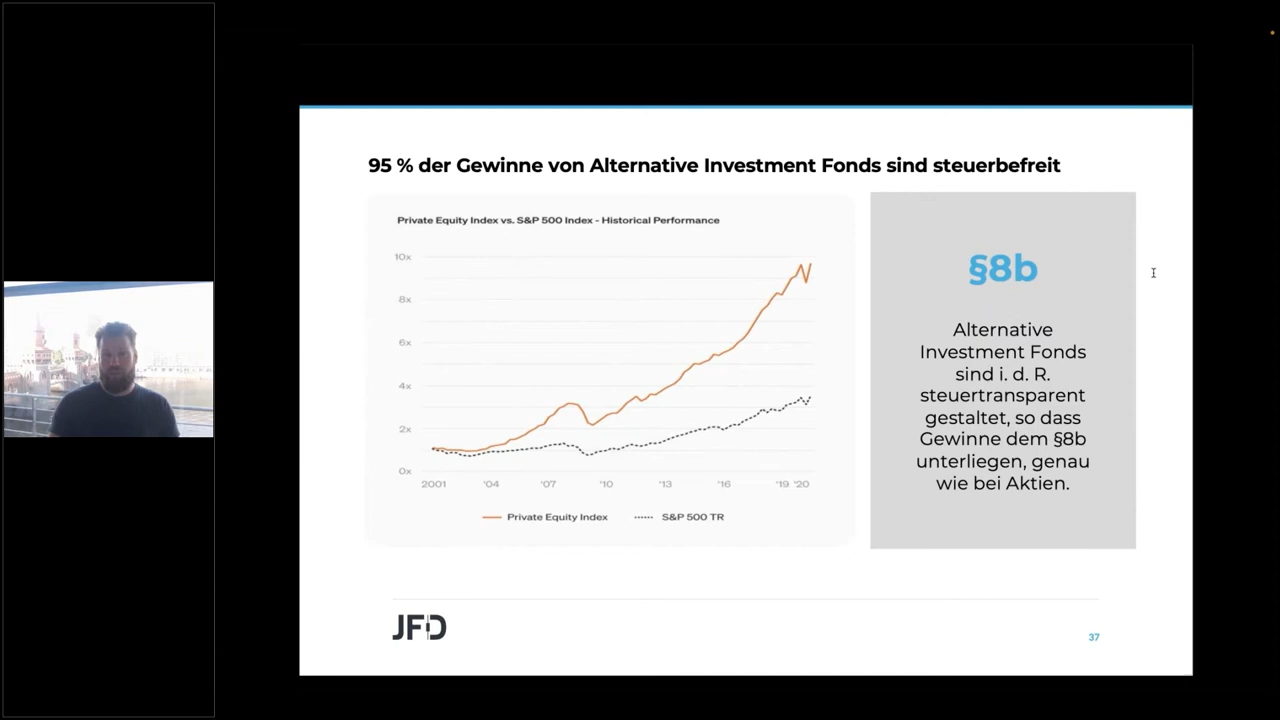 95 % der Gewinne von Alternative Investment Fonds sind steuerbefreit
Private Equity Index vs. S&P 500 Index - Historical Performance
10x
8x
6x
4x
2x
0x
2001 '04 '07 '10 '13 '16 '19 '20
Private Equity Index S&P 500 TR
§8b
Alternative
Investment Fonds
sind i. d. R.
steuertransparent
gestaltet, so dass
Gewinne dem §8b
unterliegen, genau
wie bei Aktien.
JFD
37